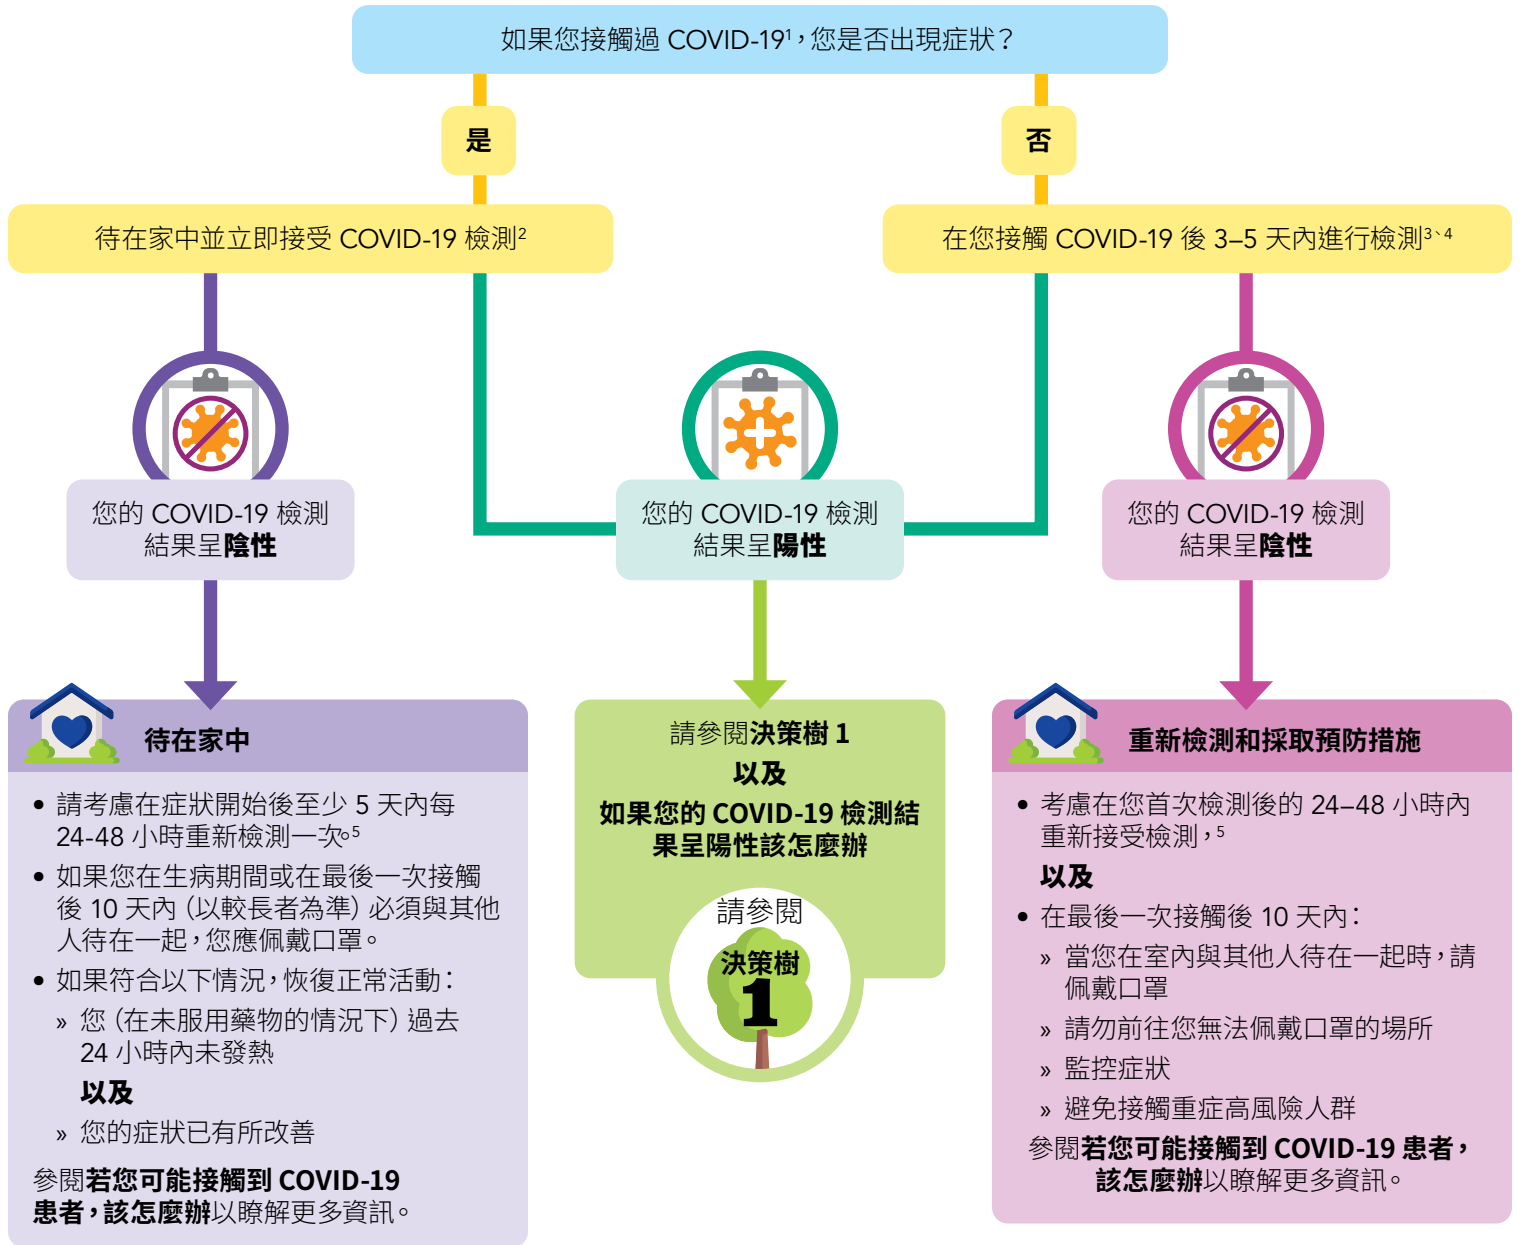 如果您接觸過 COVID-19¹，您是否出現症狀？
是
否
待在家中並立即接受 COVID-19 檢測²
在您接觸 COVID-19 後 3–5 天內進行檢測³、⁴
您的 COVID-19 檢測
結果呈陰性
您的 COVID-19 檢測
結果呈陽性
您的 COVID-19 檢測
結果呈陰性
待在家中
• 請考慮在症狀開始後至少 5 天內每
24-48 小時重新檢測一次。⁵
• 如果您在生病期間或在最後一次接觸
後 10 天內（以較長者為準）必須與其他
人待在一起，您應佩戴口罩。
• 如果符合以下情況，恢復正常活動：
» 您（在未服用藥物的情況下）過去
24 小時內未發熱
以及
» 您的症狀已有所改善
參閱若您可能接觸到 COVID-19
患者，該怎麼辦以瞭解更多資訊。
請參閱決策樹 1
以及
如果您的 COVID-19 檢測結
果呈陽性該怎麼辦
請參閱
決策樹
1
重新檢測和採取預防措施
• 考慮在您首次檢測後的 24–48 小時內
重新接受檢測，⁵
以及
• 在最後一次接觸後 10 天內：
» 當您在室內與其他人待在一起時，請
佩戴口罩
» 請勿前往您無法佩戴口罩的場所
» 監控症狀
» 避免接觸重症高風險人群
參閱若您可能接觸到 COVID-19 患者，
該怎麼辦以瞭解更多資訊。